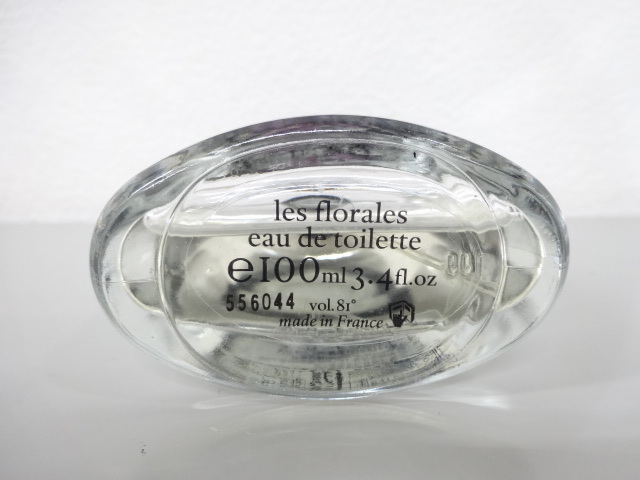 les florales
eau de toilette
e100ml 3.4fl.oz
556044 vol.81°
made in France